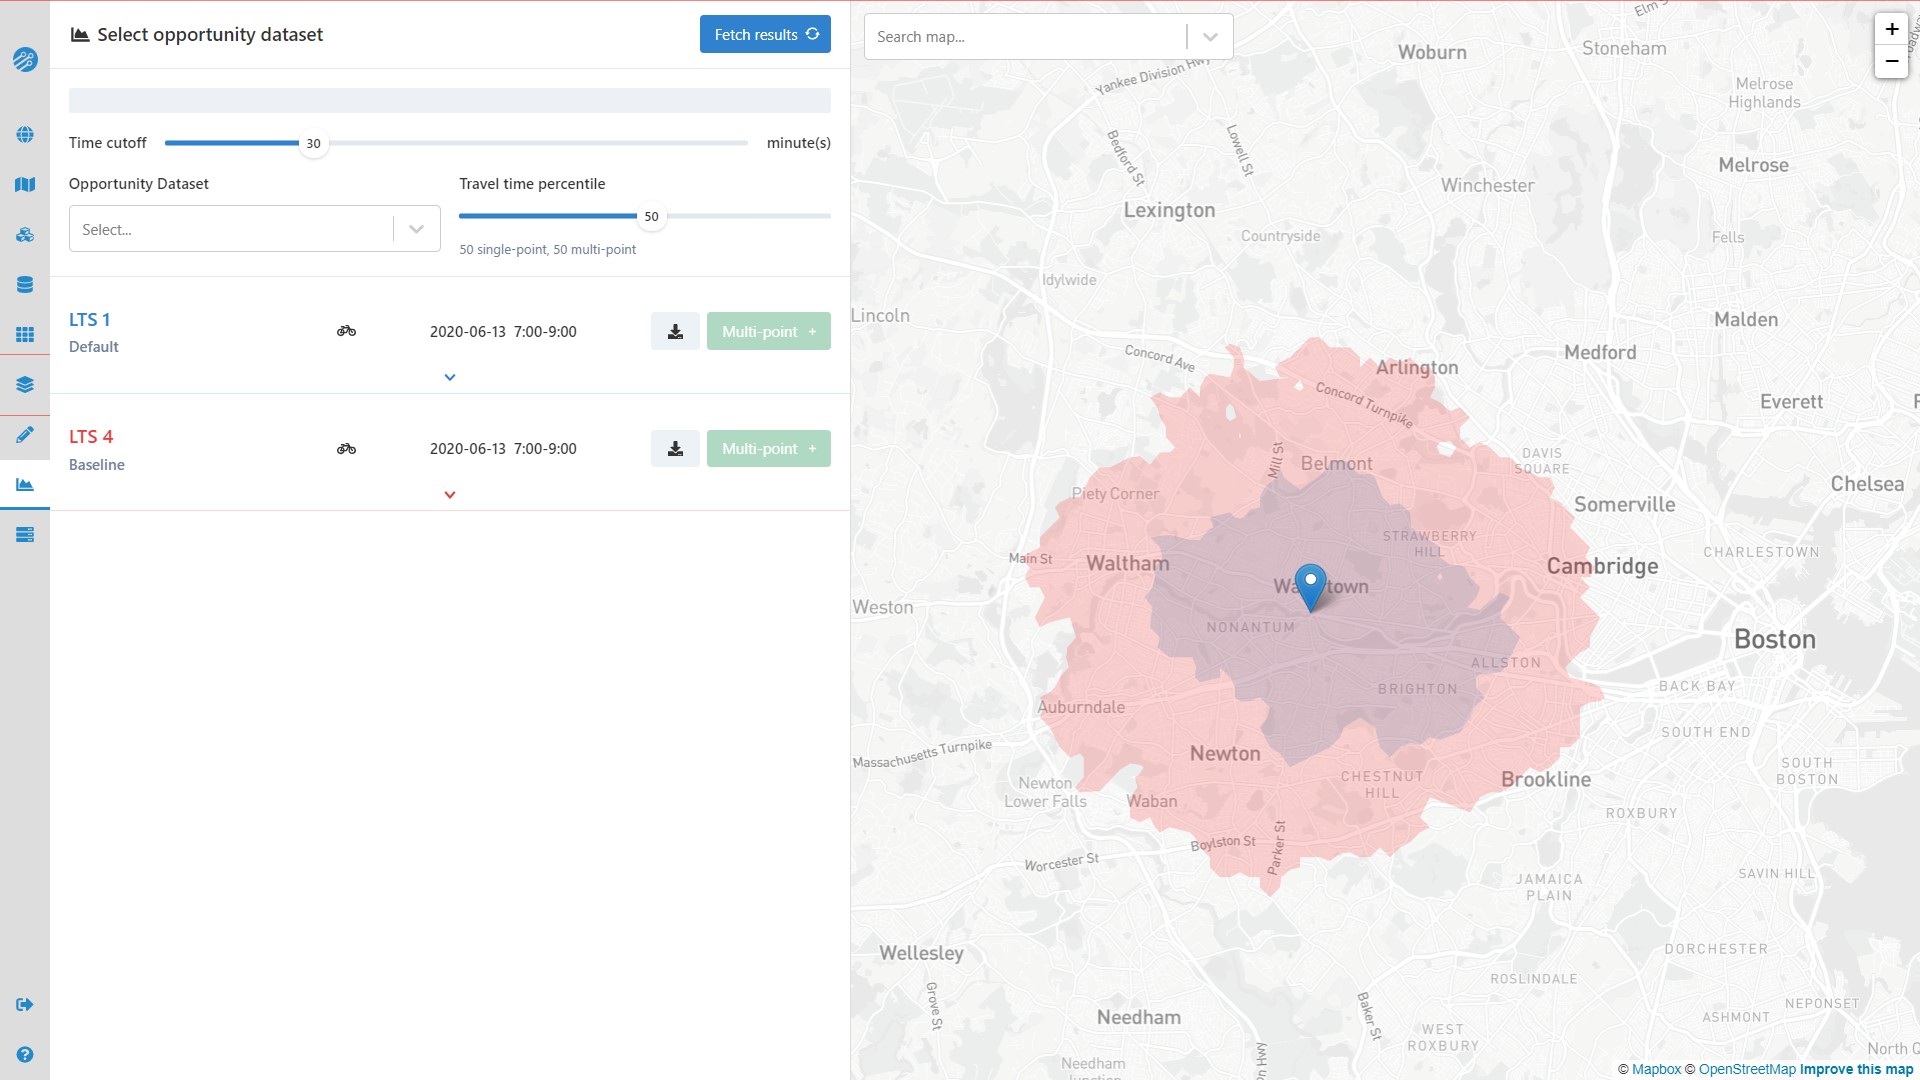 Select opportunity dataset
Fetch results
Time cutoff
30
minute(s)
Opportunity Dataset
Travel time percentile
Select...
50
50 single-point, 50 multi-point
LTS 1
Default
2020-06-13 7:00-9:00
Multi-point +
LTS 4
Baseline
2020-06-13 7:00-9:00
Multi-point +
Search map...
+
−
Woburn
Stoneham
Yankee Division Hwy
Melrose
Highlands
Bedford St
Lowell St
Melrose
Winchester
Lexington
Countryside
Fells
Idylwide
Lincoln
Malden
Concord Ave
Medford
Arlington
Concord Turnpike
Everett
Mill St
Belmont
DAVIS
SQUARE
Piety Corner
Chelsea
Somerville
STRAWBERRY
HILL
CHARLESTOWN
Main St
Waltham
Cambridge
Weston
NONANTUM
Boston
ALLSTON
BACK BAY
BRIGHTON
Auburndale
SOUTH END
Massachusetts Turnpike
Newton
SOUTH
BOSTON
CHESTNUT
HILL
Brookline
Newton
Lower Falls
Waban
ROXBURY
Boylston St
Parker St
Worcester St
JAMAICA
PLAIN
SAVIN HILL
Wellesley
DORCHESTER
ROSLINDALE
Grove St
Baker St
NEPONSET
Needham
ASHMONT
WEST
ROXBURY
North Q
Needham
© Mapbox © OpenStreetMap Improve this map